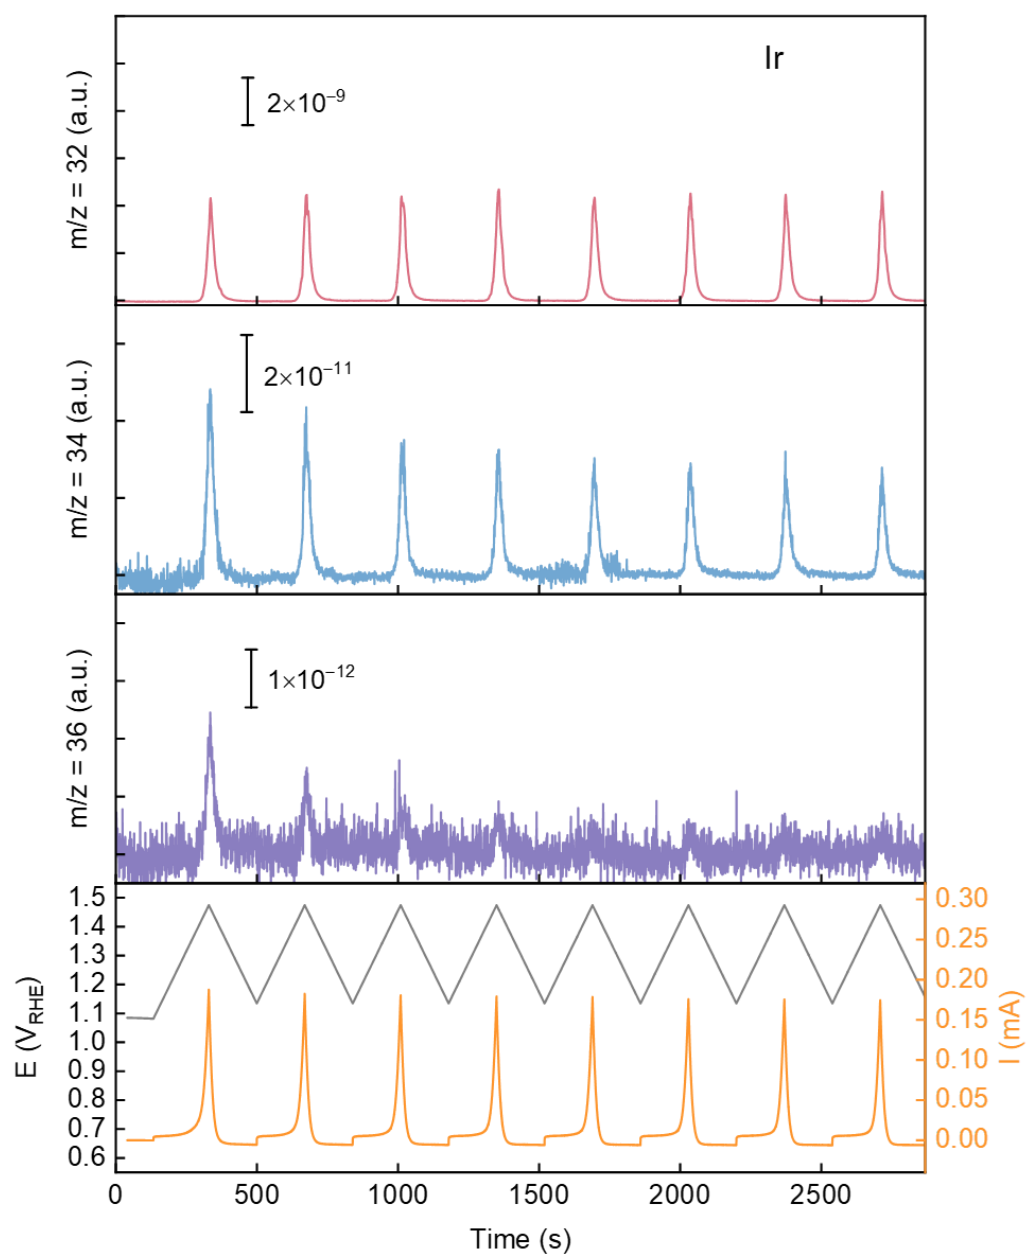 Ir
m/z = 32 (a.u.)
2×10⁻⁹
m/z = 34 (a.u.)
2×10⁻¹¹
m/z = 36 (a.u.)
1×10⁻¹²
E (V_RHE)
1.5
1.4
1.3
1.2
1.1
1.0
0.9
0.8
0.7
0.6
0.30
0.25
0.20
0.15
0.10
0.05
0.00
I (mA)
0 500 1000 1500 2000 2500
Time (s)